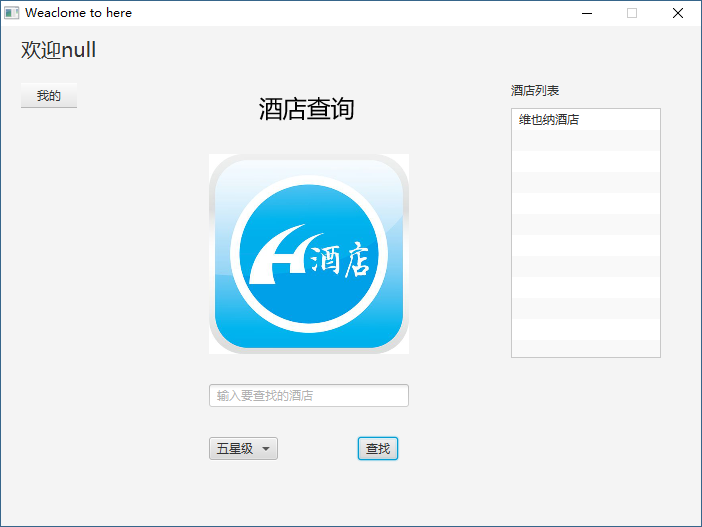 Weaclome to here
欢迎null
我的
酒店查询
酒店列表
维也纳酒店
酒店
输入要查找的酒店
五星级
查找